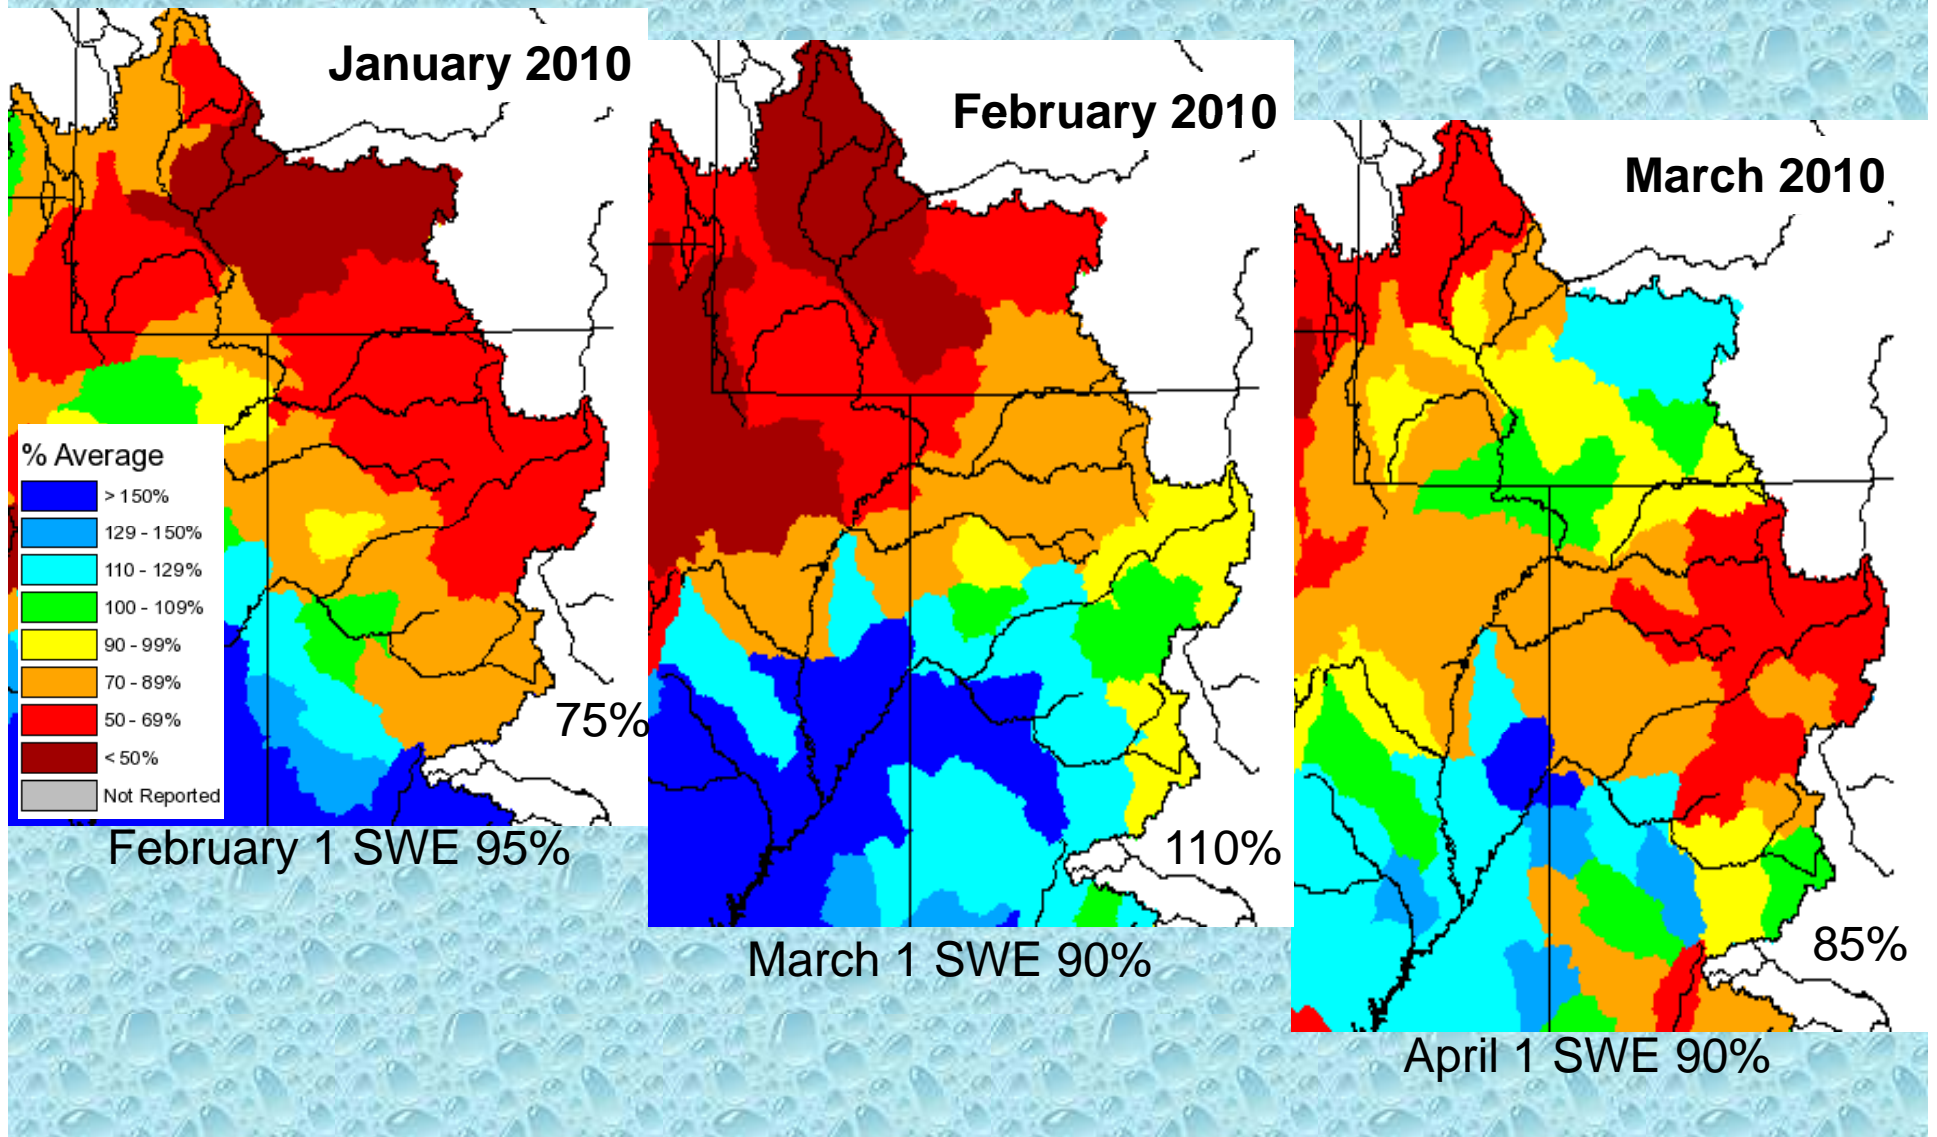 January 2010
% Average
> 150%
129 - 150%
110 - 129%
100 - 109%
90 - 99%
70 - 89%
50 - 69%
< 50%
Not Reported
75%
February 1 SWE 95%
February 2010
110%
March 1 SWE 90%
March 2010
85%
April 1 SWE 90%